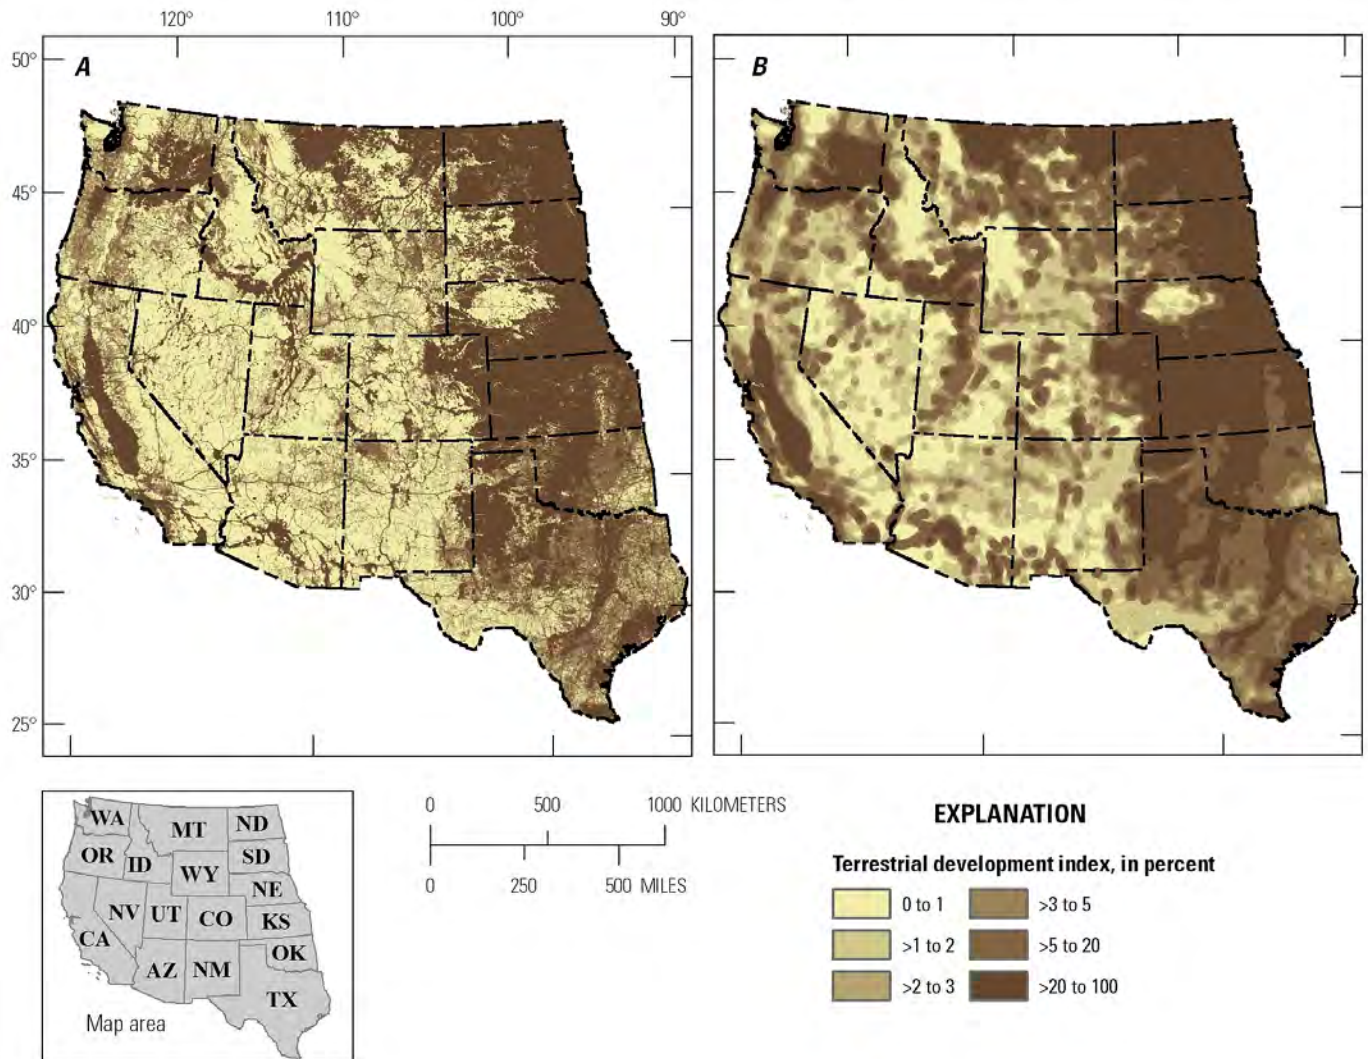 120° 110° 100° 90°
50°
A
B
45°
40°
35°
30°
25°
WA
MT
ND
OR
ID
SD
WY
NE
NV
UT
CO
KS
CA
AZ
NM
OK
TX
Map area
0 500 1000 KILOMETERS
0 250 500 MILES
EXPLANATION
Terrestrial development index, in percent
0 to 1 >3 to 5
>1 to 2 >5 to 20
>2 to 3 >20 to 100